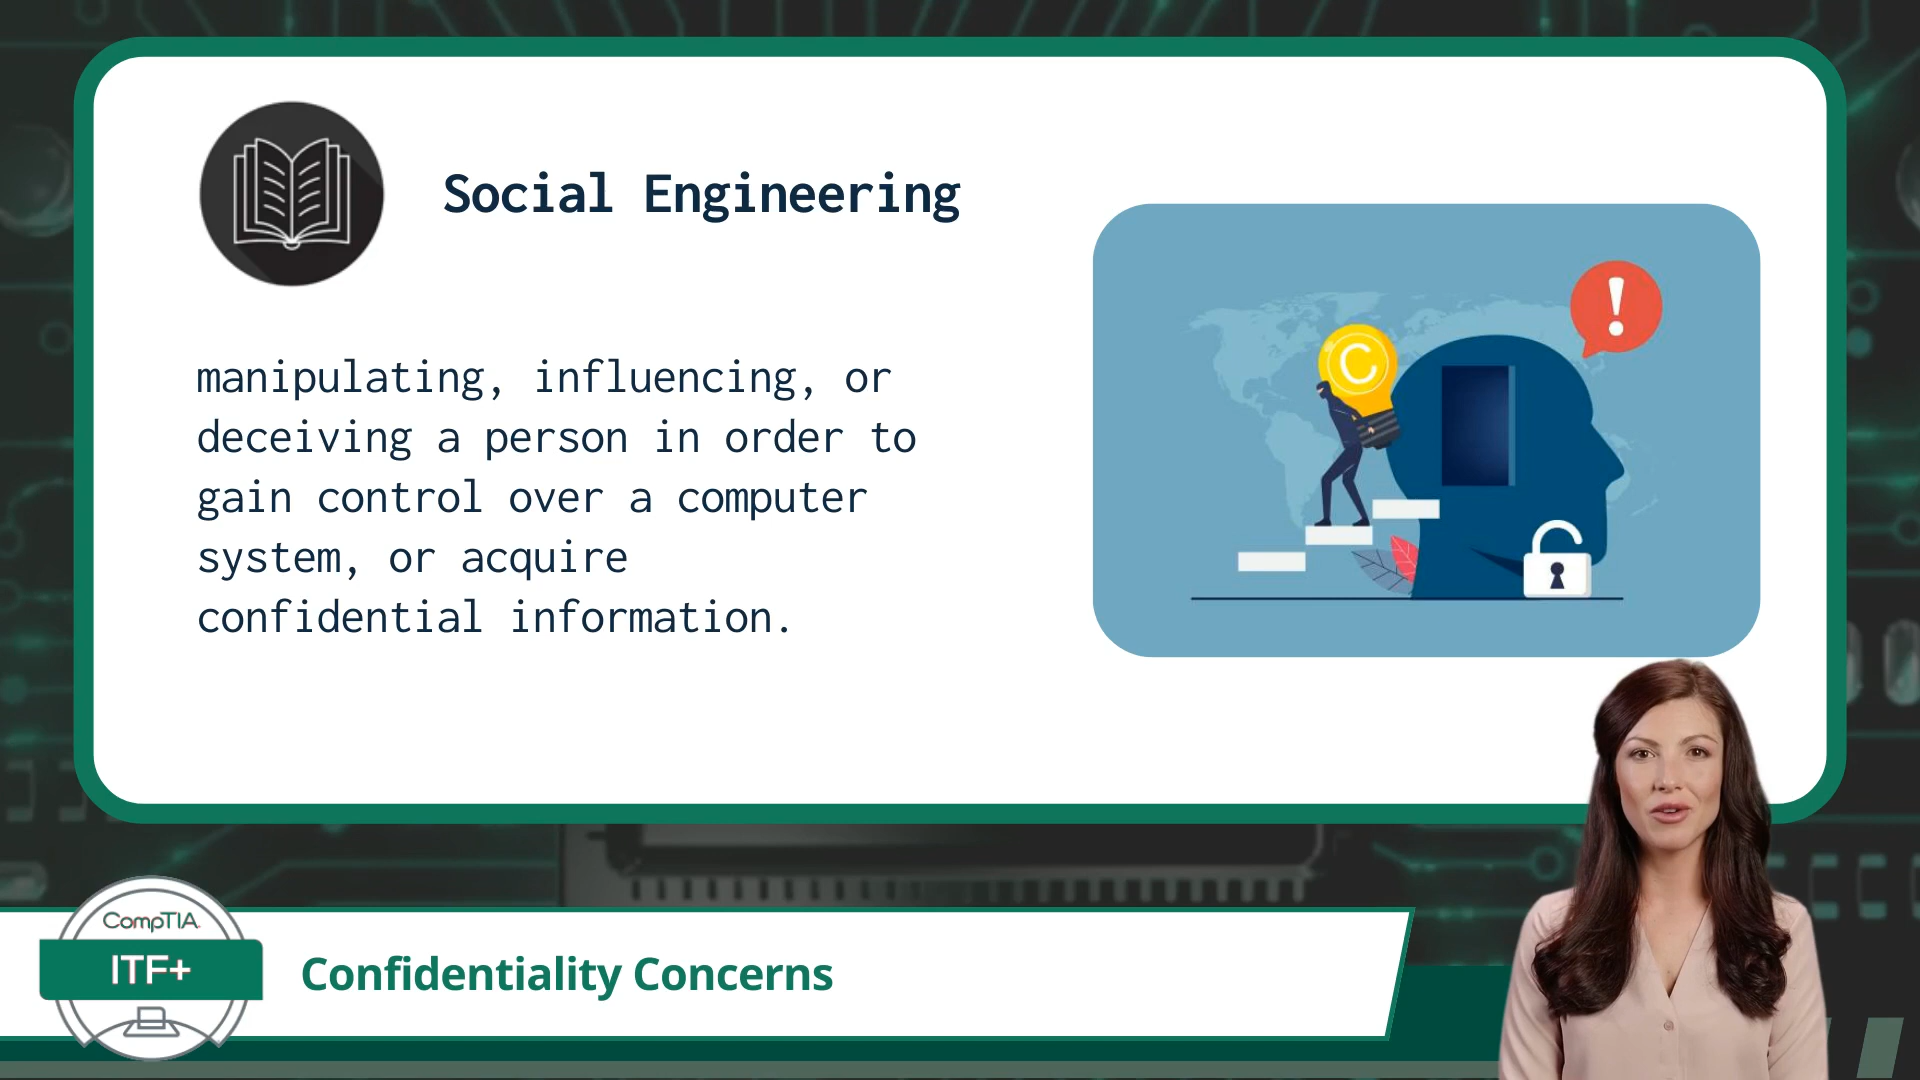 Social Engineering
manipulating, influencing, or
deceiving a person in order to
gain control over a computer
system, or acquire
confidential information.
!
C
CompTIA
ITF+
Confidentiality Concerns